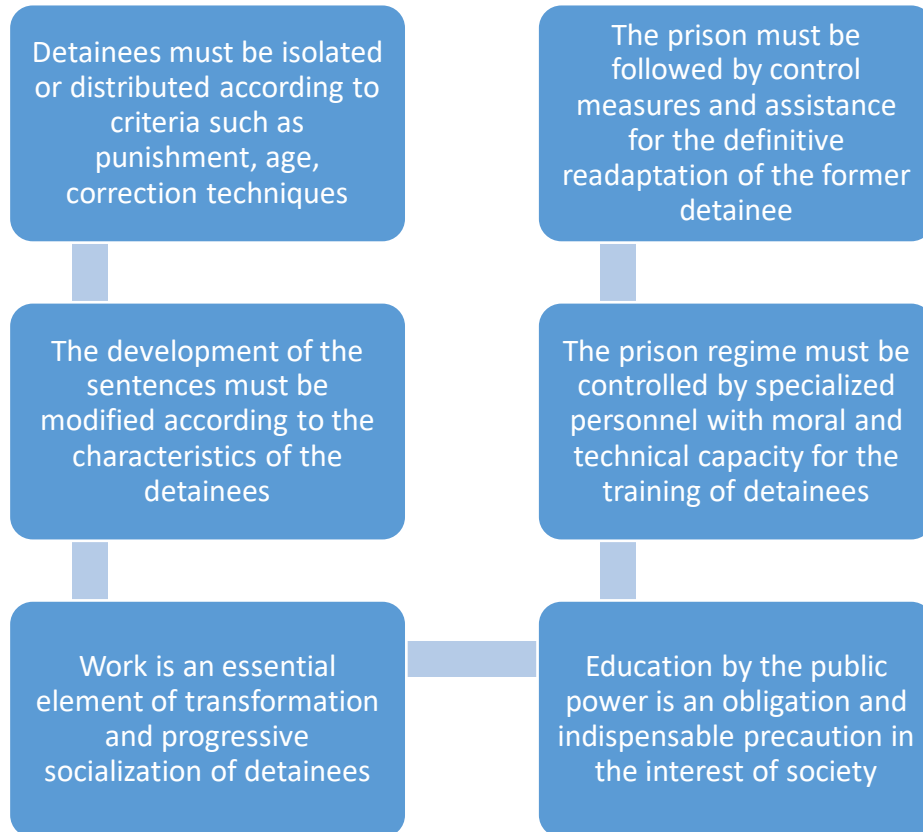 Detainees must be isolated
or distributed according to
criteria such as
punishment, age,
correction techniques
The development of the
sentences must be
modified according to the
characteristics of the
detainees
Work is an essential
element of transformation
and progressive
socialization of detainees
Education by the public
power is an obligation and
indispensable precaution in
the interest of society
The prison regime must be
controlled by specialized
personnel with moral and
technical capacity for the
training of detainees
The prison must be
followed by control
measures and assistance
for the definitive
readaptation of the former
detainee